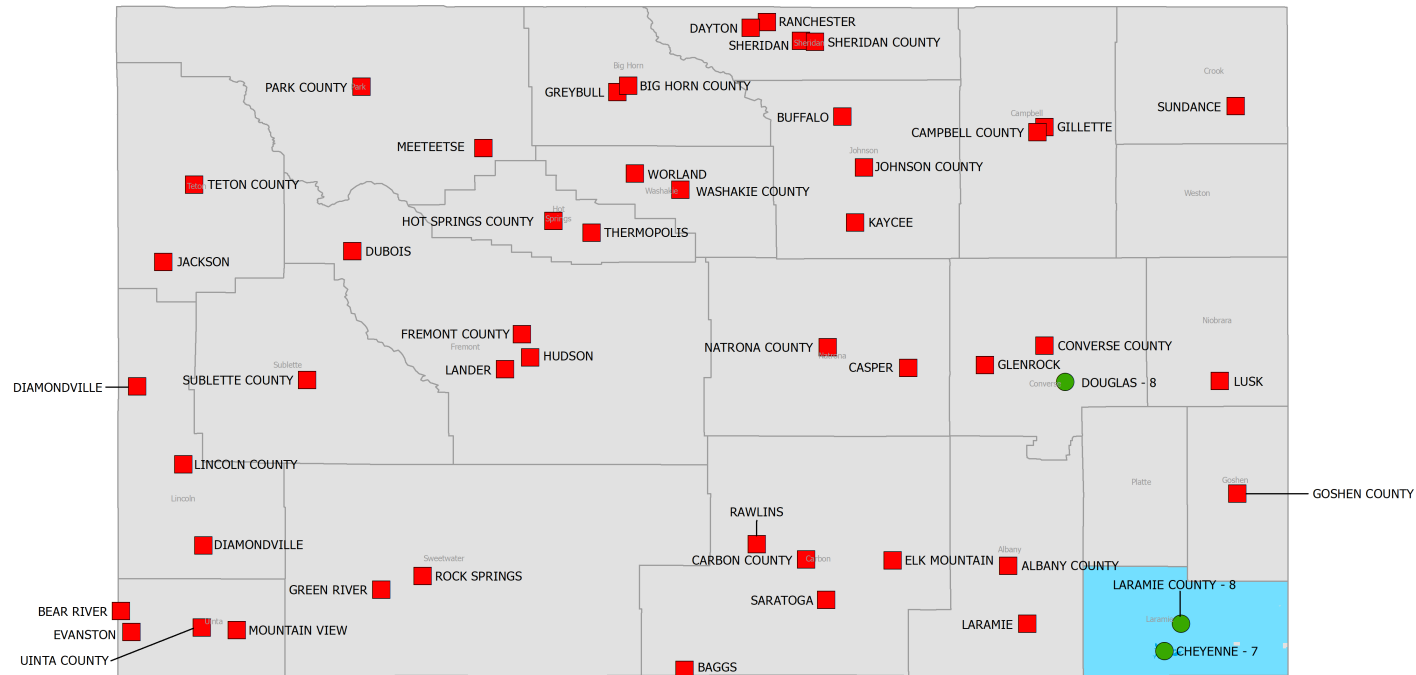 RANCHESTER
DAYTON
SHERIDAN
Sheridan
SHERIDAN COUNTY
Big Horn
Crook
PARK COUNTY
Park
GREYBULL
BIG HORN COUNTY
SUNDANCE
BUFFALO
Campbell
CAMPBELL COUNTY
GILLETTE
MEETEETSE
Johnson
JOHNSON COUNTY
WORLAND
Teton
TETON COUNTY
Washakie
WASHAKIE COUNTY
Weston
Hot
Springs
HOT SPRINGS COUNTY
THERMOPOLIS
KAYCEE
DUBOIS
JACKSON
Niobrara
FREMONT COUNTY
Fremont
HUDSON
LANDER
NATRONA COUNTY
Natrona
CASPER
CONVERSE COUNTY
GLENROCK
Converse
DOUGLAS - 8
LUSK
Sublette
SUBLETTE COUNTY
DIAMONDVILLE
LINCOLN COUNTY
Lincoln
Platte
Goshen
GOSHEN COUNTY
RAWLINS
DIAMONDVILLE
Sweetwater
ROCK SPRINGS
GREEN RIVER
CARBON COUNTY
Carbon
ELK MOUNTAIN
Albany
ALBANY COUNTY
LARAMIE COUNTY - 8
SARATOGA
BEAR RIVER
EVANSTON
Uinta
MOUNTAIN VIEW
UINTA COUNTY
LARAMIE
Laramie
CHEYENNE - 7
BAGGS